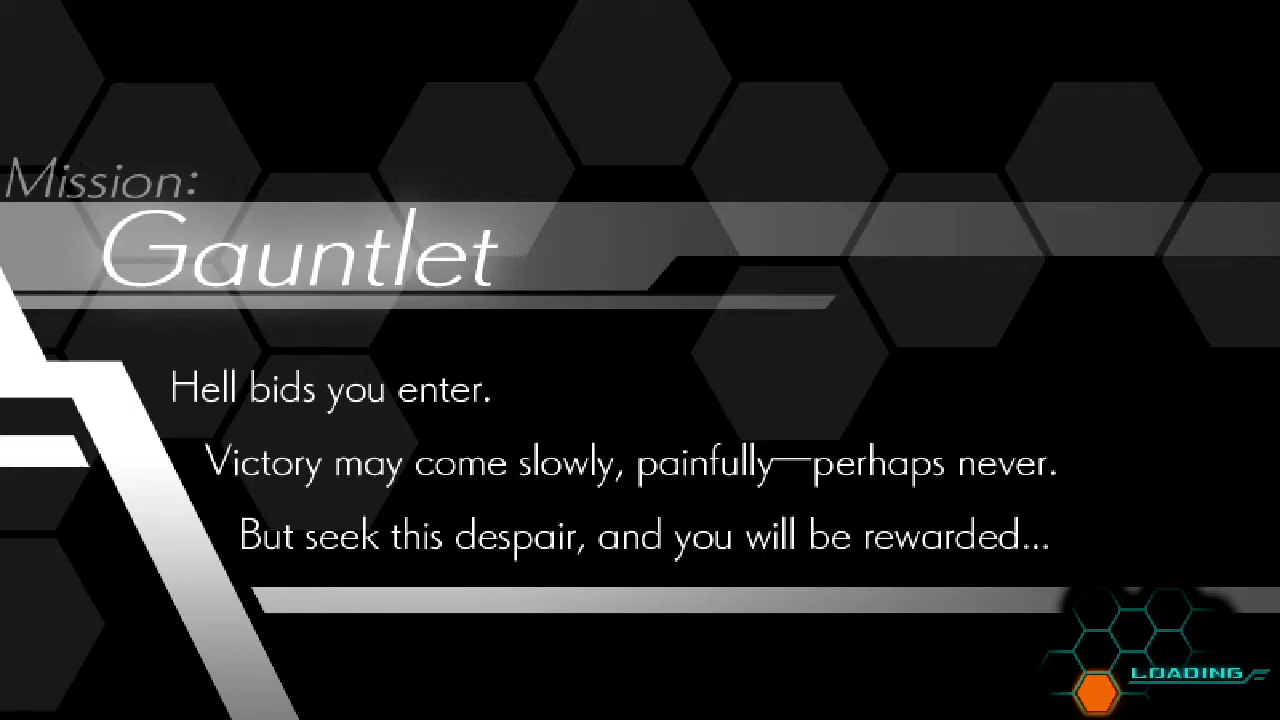 Mission:
Gauntlet
Hell bids you enter.
Victory may come slowly, painfully—perhaps never.
But seek this despair, and you will be rewarded...
LOADING